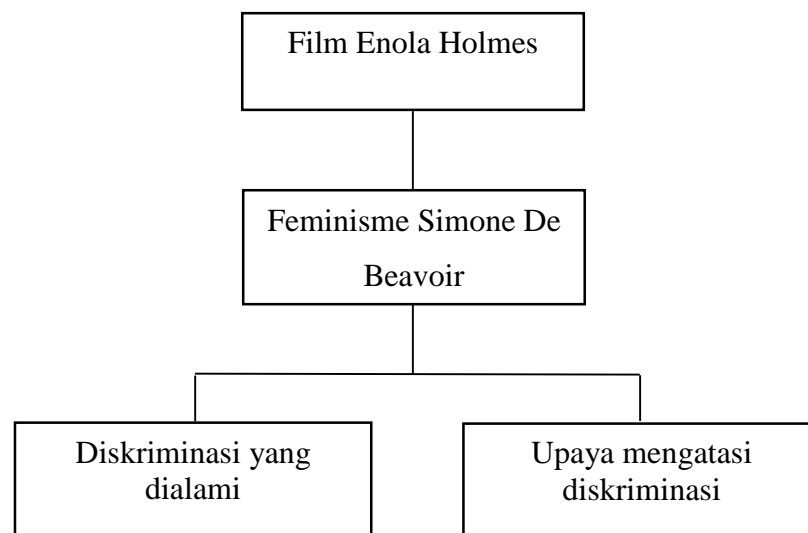 Film Enola Holmes
Feminisme Simone De
Beavoir
Diskriminasi yang
dialami
Upaya mengatasi
diskriminasi